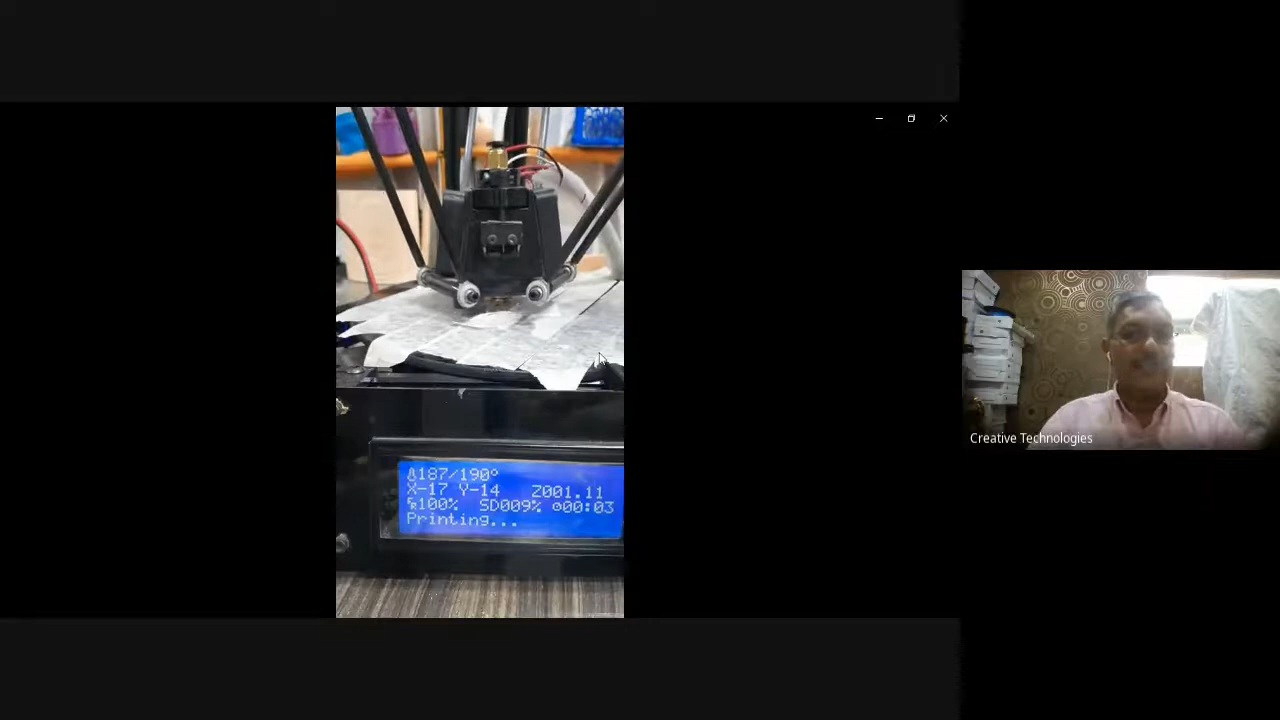 187/190°
X-17 Y-14 Z001.11
100% SD009% 00:03
Printing...
Creative Technologies